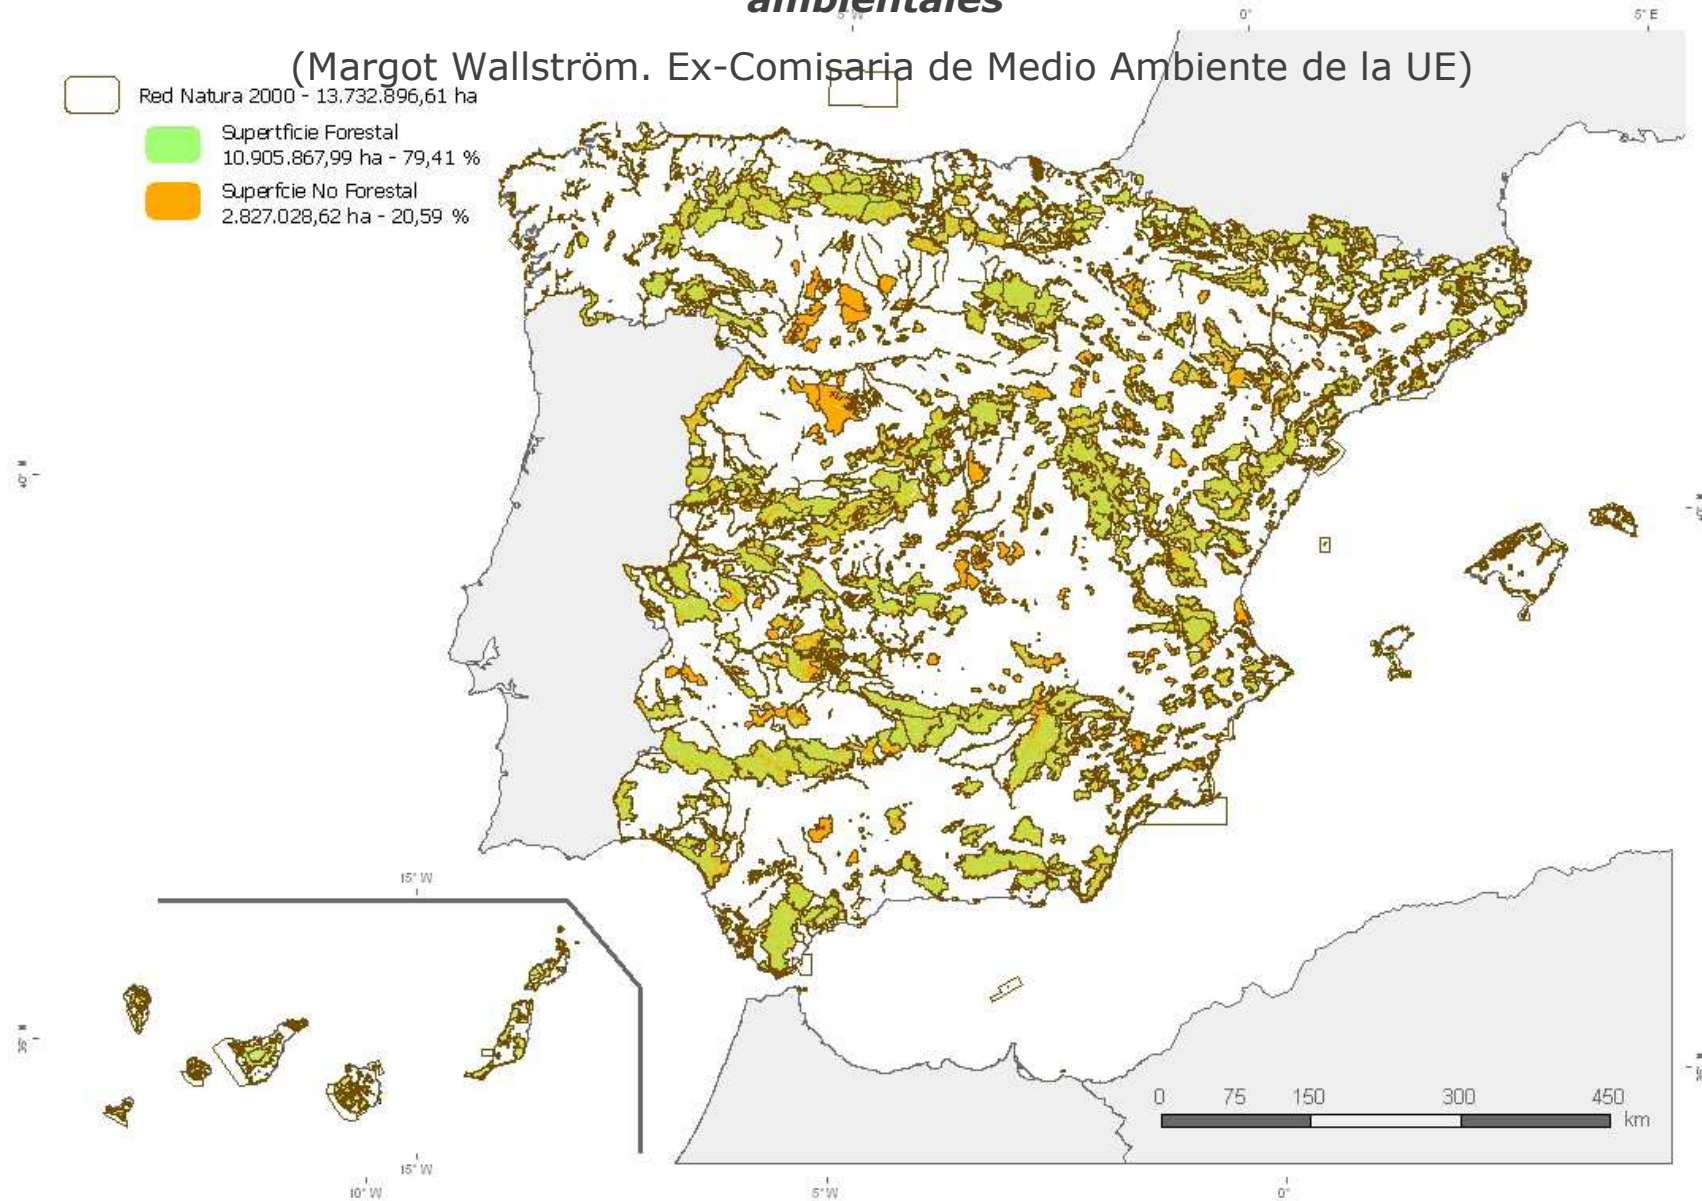 ambientales
(Margot Wallström. Ex-Comisaria de Medio Ambiente de la UE)
Red Natura 2000 - 13.732.896,61 ha
Supertficie Forestal
10.905.867,99 ha - 79,41 %
Superfcie No Forestal
2.827.028,62 ha - 20,59 %
5° W
0°
5° E
40° N
15° W
35° N
15° W
0 75 150 300 450
km
10° W
5° W
0°